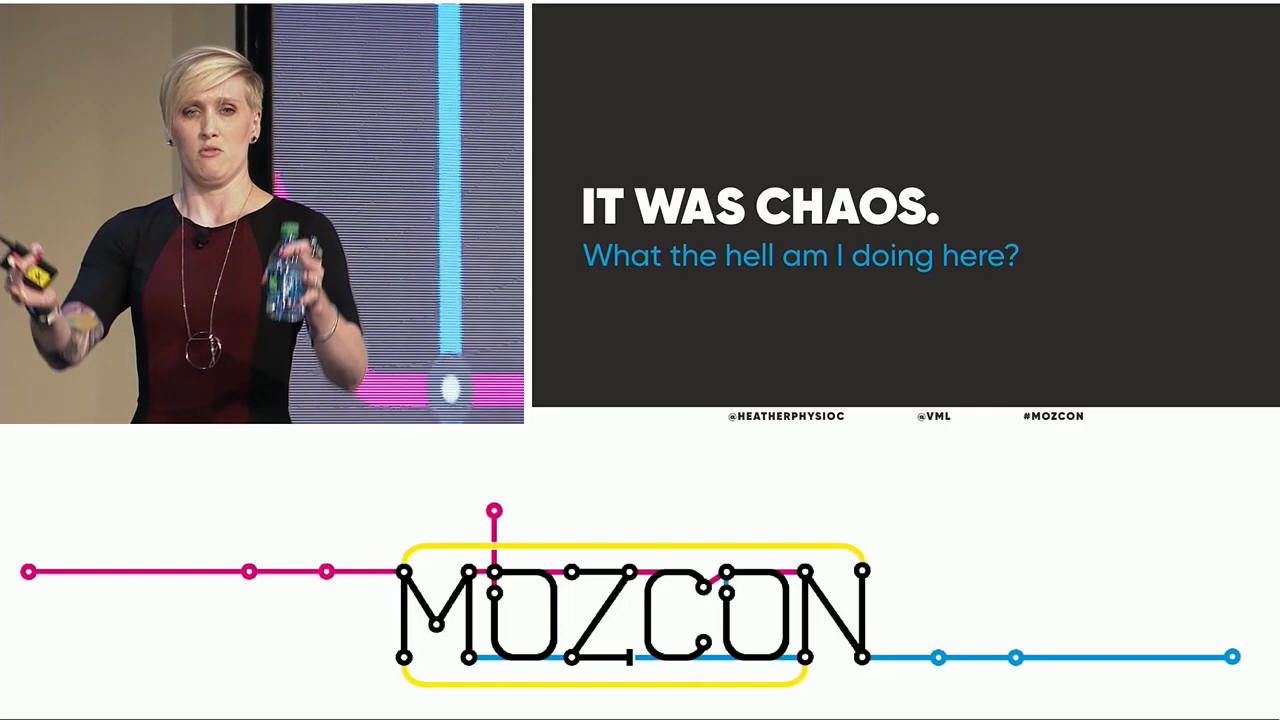 IT WAS CHAOS.
What the hell am I doing here?
@HEATHERPHYSIOC @VML #MOZCON
MOZCON